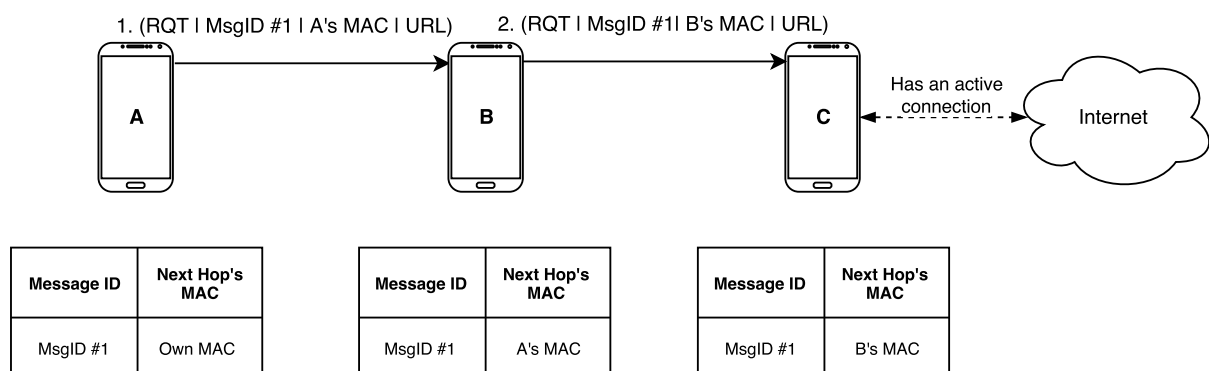 1. (RQT | MsgID #1 | A's MAC | URL)
2. (RQT | MsgID #1| B's MAC | URL)
A
B
C
Has an active
connection
Internet
Message ID
Next Hop's
MAC
MsgID #1
Own MAC
Message ID
Next Hop's
MAC
MsgID #1
A's MAC
Message ID
Next Hop's
MAC
MsgID #1
B's MAC